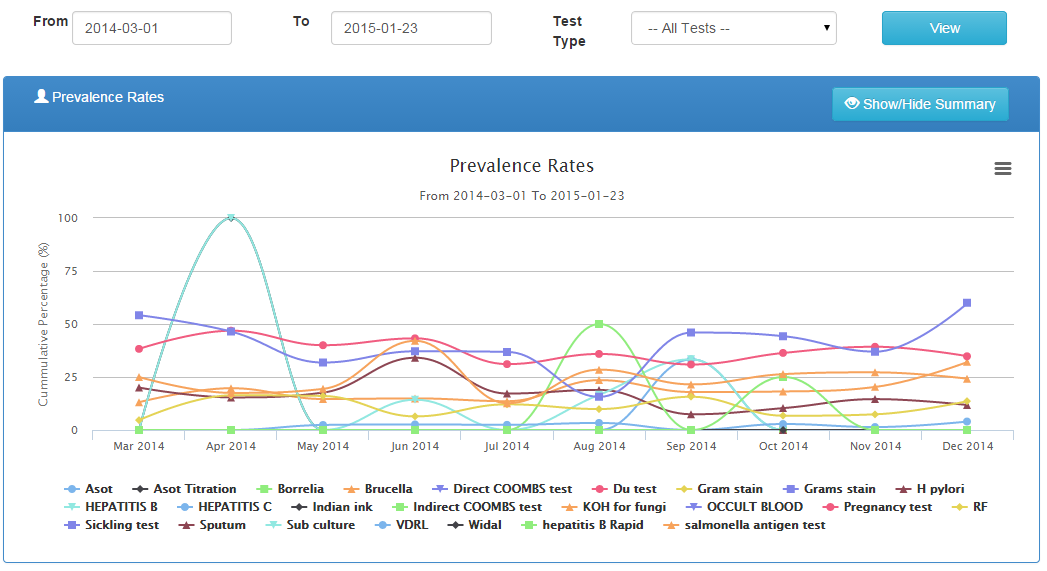 From 2014-03-01 To 2015-01-23 Test Type -- All Tests -- View
Prevalence Rates Show/Hide Summary
Prevalence Rates
From 2014-03-01 To 2015-01-23
Cummulative Percentage (%)
100
75
50
25
0
Mar 2014 Apr 2014 May 2014 Jun 2014 Jul 2014 Aug 2014 Sep 2014 Oct 2014 Nov 2014 Dec 2014
Asot Asot Titration Borrelia Brucella Direct COOMBS test Du test Gram stain Grams stain H pylori
HEPATITIS B HEPATITIS C Indian ink Indirect COOMBS test KOH for fungi OCCULT BLOOD Pregnancy test RF
Sickling test Sputum Sub culture VDRL Widal hepatitis B Rapid salmonella antigen test